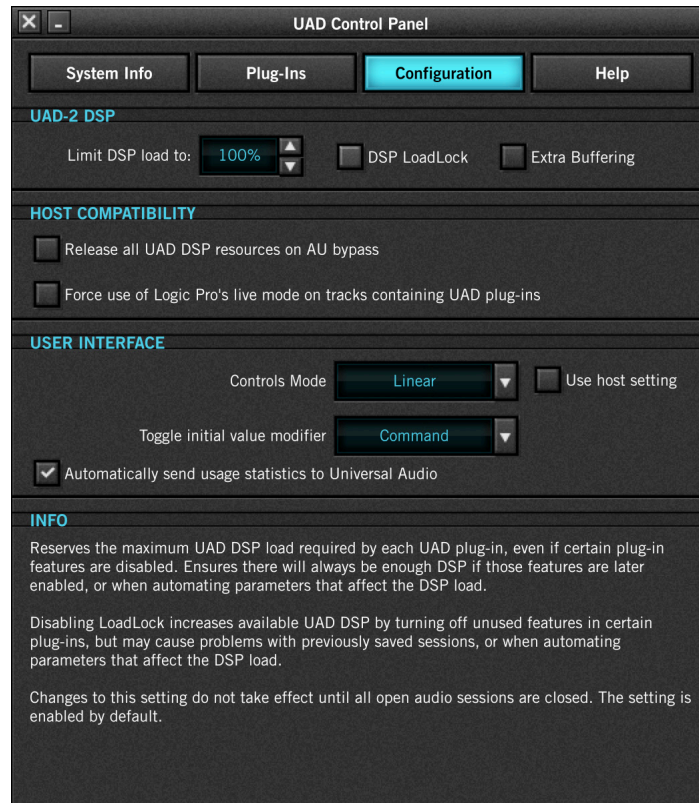 UAD Control Panel
System Info
Plug-Ins
Configuration
Help
UAD-2 DSP
Limit DSP load to:
100%
DSP LoadLock
Extra Buffering
HOST COMPATIBILITY
Release all UAD DSP resources on AU bypass
Force use of Logic Pro's live mode on tracks containing UAD plug-ins
USER INTERFACE
Controls Mode
Linear
Use host setting
Toggle initial value modifier
Command
Automatically send usage statistics to Universal Audio
INFO
Reserves the maximum UAD DSP load required by each UAD plug-in, even if certain plug-in
features are disabled. Ensures there will always be enough DSP if those features are later
enabled, or when automating parameters that affect the DSP load.
Disabling LoadLock increases available UAD DSP by turning off unused features in certain
plug-ins, but may cause problems with previously saved sessions, or when automating
parameters that affect the DSP load.
Changes to this setting do not take effect until all open audio sessions are closed. The setting is
enabled by default.